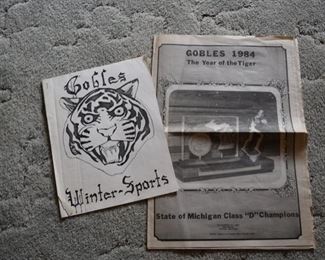 Gobles
Winter-Sports
GOBLES 1984
The Year of the Tiger
State of Michigan Class "D" Champions